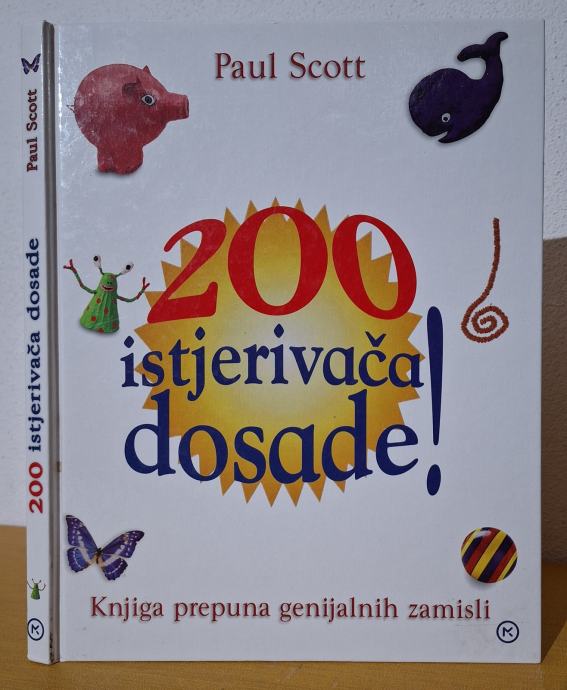 Paul Scott
200
istjerivača
dosade!
Knjiga prepuna genijalnih zamisli
200 istjerivača dosade Paul Scott